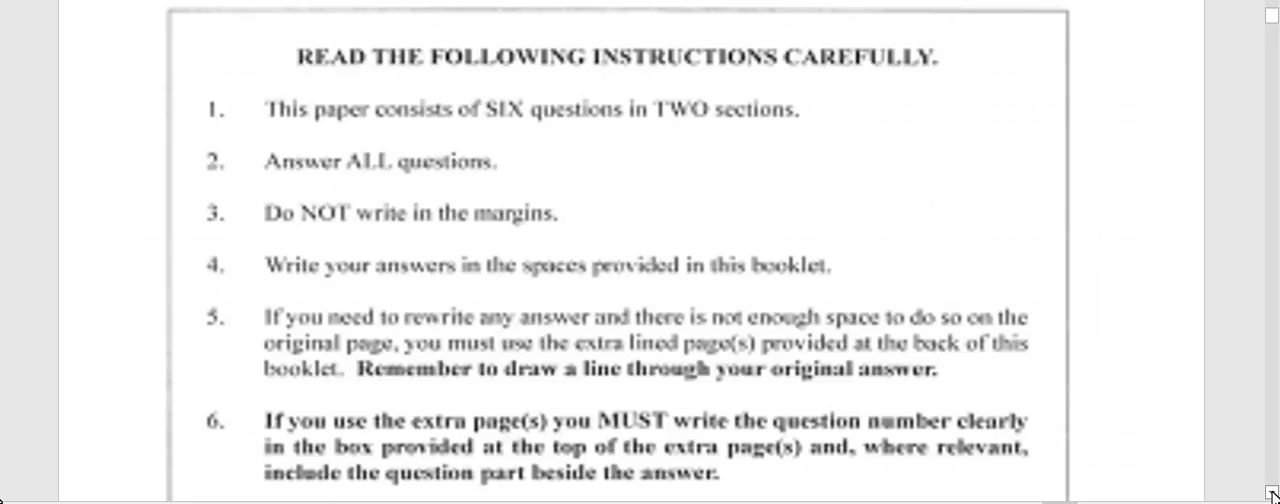 READ THE FOLLOWING INSTRUCTIONS CAREFULLY.
1. This paper consists of SIX questions in TWO sections.
2. Answer ALL questions.
3. Do NOT write in the margins.
4. Write your answers in the spaces provided in this booklet.
5. If you need to rewrite any answer and there is not enough space to do so on the
original page, you must use the extra lined page(s) provided at the back of this
booklet. Remember to draw a line through your original answer.
6. If you use the extra page(s) you MUST write the question number clearly
in the box provided at the top of the extra page(s) and, where relevant,
include the question part beside the answer.